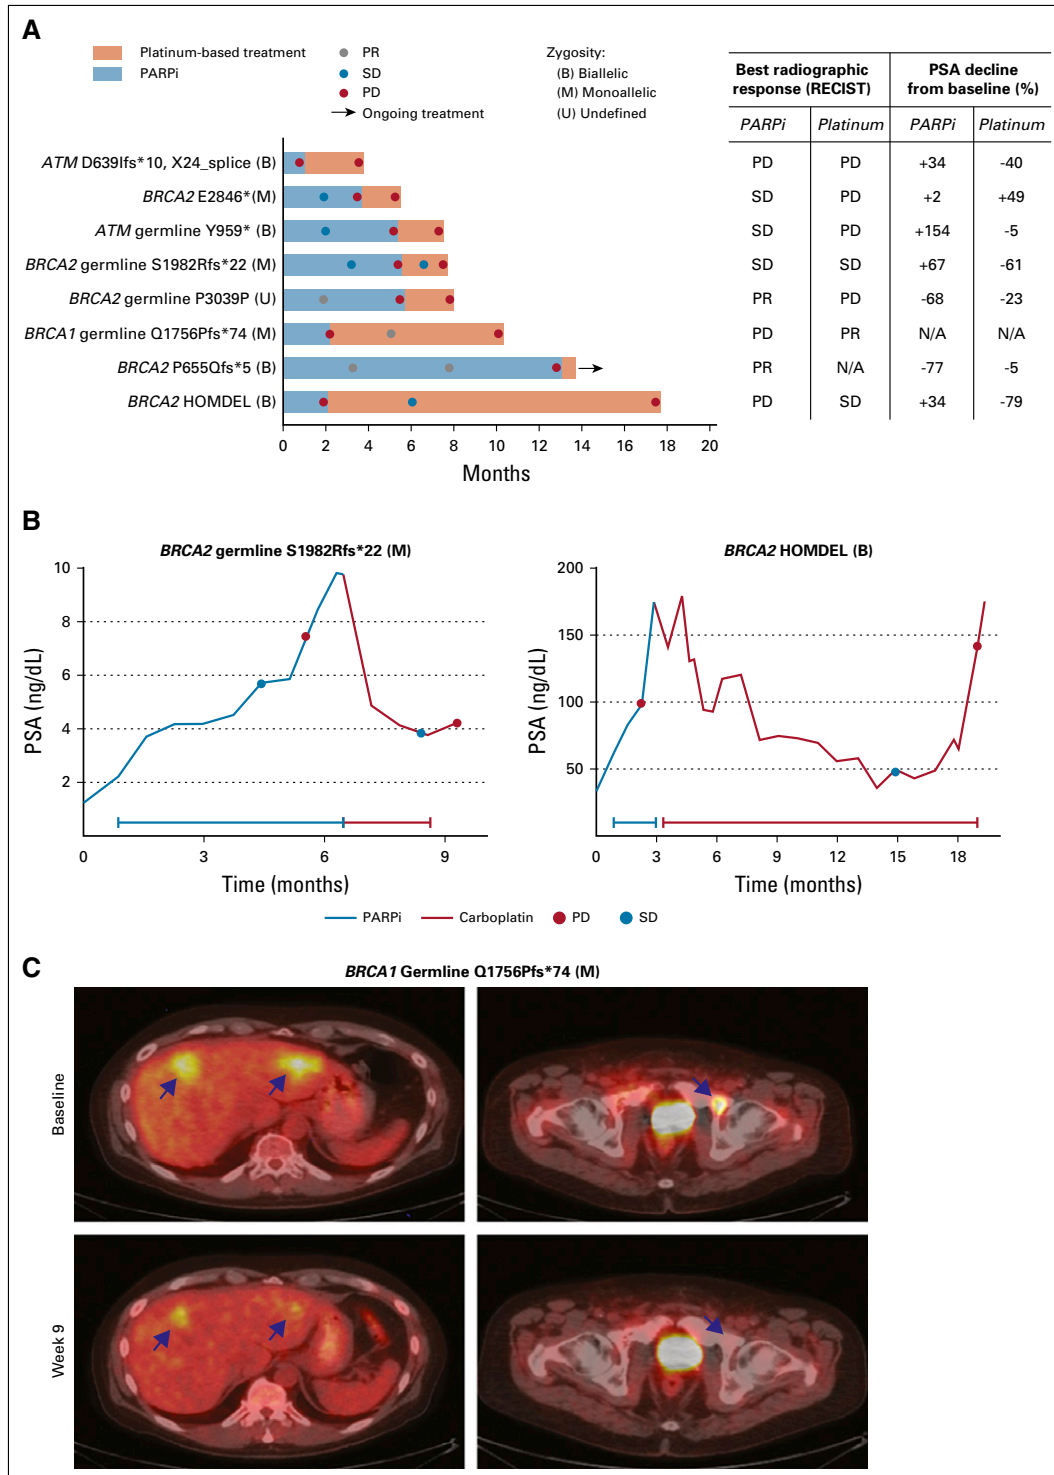 A
Platinum-based treatment
PARPi
PR
SD
PD
Ongoing treatment
Zygosity:
(B) Biallelic
(M) Monoallelic
(U) Undefined
Best radiographic response (RECIST)
PSA decline from baseline (%)
PARPi Platinum PARPi Platinum
ATM D639Ifs*10, X24_splice (B) PD PD +34 -40
BRCA2 E2846*(M) SD PD +2 +49
ATM germline Y959* (B) SD PD +154 -5
BRCA2 germline S1982Rfs*22 (M) SD SD +67 -61
BRCA2 germline P3039P (U) PR PD -68 -23
BRCA1 germline Q1756Pfs*74 (M) PD PR N/A N/A
BRCA2 P655Qfs*5 (B) PR N/A -77 -5
BRCA2 HOMDEL (B) PD SD +34 -79
0 2 4 6 8 10 12 14 16 18 20
Months
B
BRCA2 germline S1982Rfs*22 (M)
10
8
6
4
2
PSA (ng/dL)
0 3 6 9
Time (months)
BRCA2 HOMDEL (B)
200
150
100
50
PSA (ng/dL)
0 3 6 9 12 15 18
Time (months)
PARPi Carboplatin PD SD
C
BRCA1 Germline Q1756Pfs*74 (M)
Baseline
Week 9